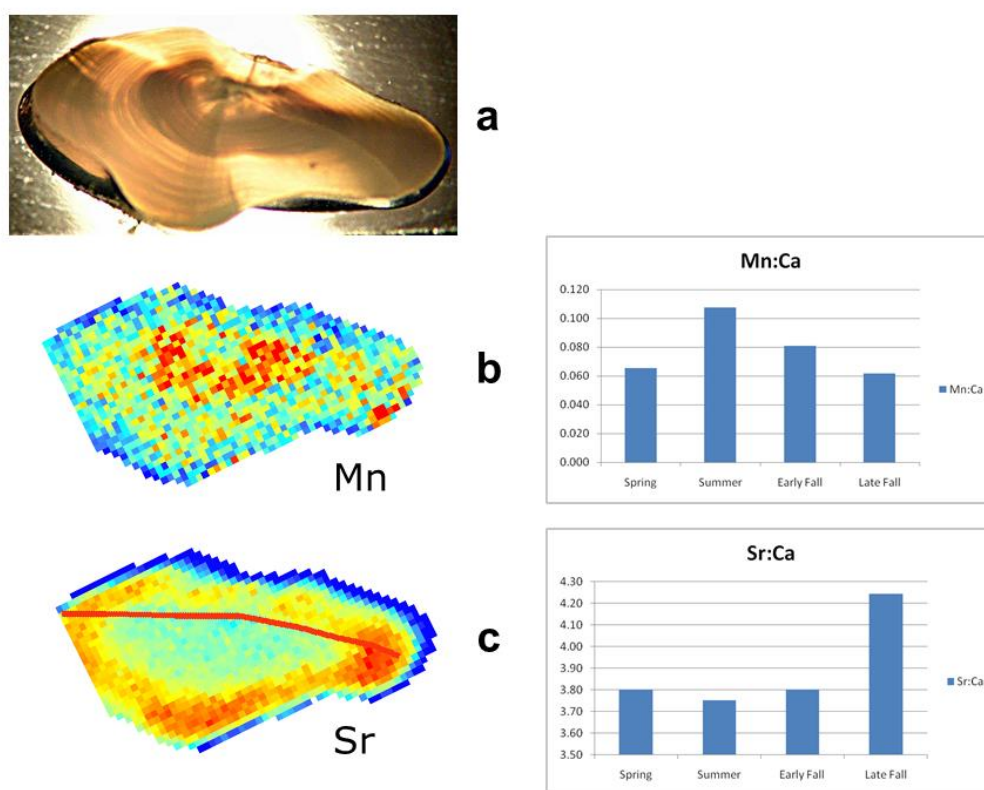 a
Mn:Ca
0.120
0.100
0.080
0.060
0.040
0.020
0.000
Spring Summer Early Fall Late Fall
Mn:Ca
b
Mn
Sr:Ca
4.30
4.20
4.10
4.00
3.90
3.80
3.70
3.60
3.50
Spring Summer Early Fall Late Fall
Sr:Ca
c
Sr